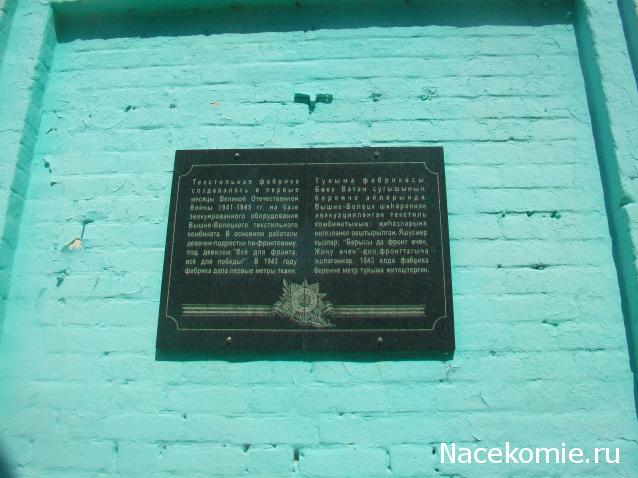 Текстильная фабрика
создавалась в первые
месяцы Великой Отечественной
Войны 1941-1945 гг. на базе
эвакуированного оборудования
Вышне-Волоцкого текстильного
комбината. В основном работали
девочки-подростки по-фронтовому,
под девизом: "Всё для фронта,
всё для победы!". В 1943 году
фабрика дала первые метры ткани.
Тукыма фабрикасы
Бөек Ватан сугышының
беренче айларында
Вышне-Волоцк шәһәреннән
эвакуацияләнгән текстиль
комбинатының җиһазларына
нигезләнеп оештырылган. Яшүсмер
кызлар: "Барысы да фронт өчен,
Җиңү өчен"-дип, фронттагыча
эшләгәннәр. 1943 елда фабрика
беренче метр тукыма җитештергән.
Nacekomie.ru